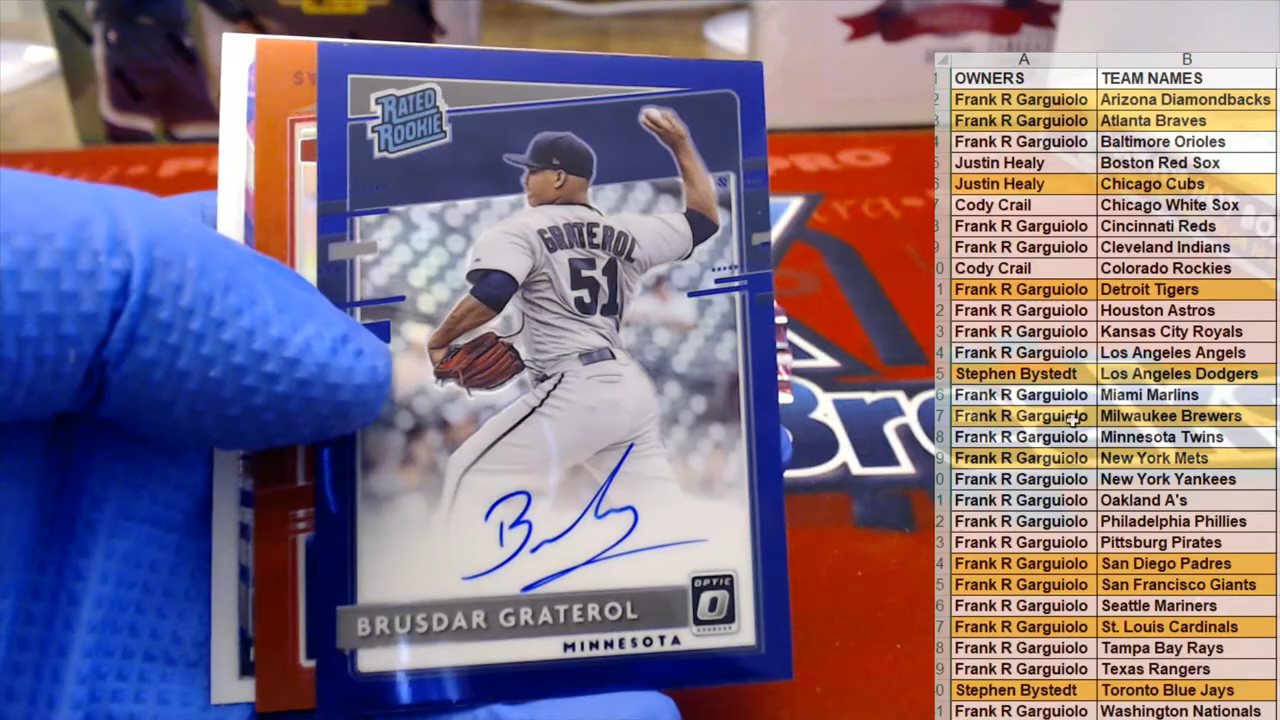 RATED
ROOKIE
GRATEROL
51
BRUSDAR GRATEROL
MINNESOTA
OPTIC
PRO
Bro
A B
OWNERS TEAM NAMES
Frank R Garguiolo Arizona Diamondbacks
Frank R Garguiolo Atlanta Braves
Frank R Garguiolo Baltimore Orioles
Justin Healy Boston Red Sox
Justin Healy Chicago Cubs
Cody Crail Chicago White Sox
Frank R Garguiolo Cincinnati Reds
Frank R Garguiolo Cleveland Indians
Cody Crail Colorado Rockies
Frank R Garguiolo Detroit Tigers
Frank R Garguiolo Houston Astros
Frank R Garguiolo Kansas City Royals
Frank R Garguiolo Los Angeles Angels
Stephen Bystedt Los Angeles Dodgers
Frank R Garguiolo Miami Marlins
Frank R Garguiolo Milwaukee Brewers
Frank R Garguiolo Minnesota Twins
Frank R Garguiolo New York Mets
Frank R Garguiolo New York Yankees
Frank R Garguiolo Oakland A's
Frank R Garguiolo Philadelphia Phillies
Frank R Garguiolo Pittsburg Pirates
Frank R Garguiolo San Diego Padres
Frank R Garguiolo San Francisco Giants
Frank R Garguiolo Seattle Mariners
Frank R Garguiolo St. Louis Cardinals
Frank R Garguiolo Tampa Bay Rays
Frank R Garguiolo Texas Rangers
Stephen Bystedt Toronto Blue Jays
Frank R Garguiolo Washington Nationals